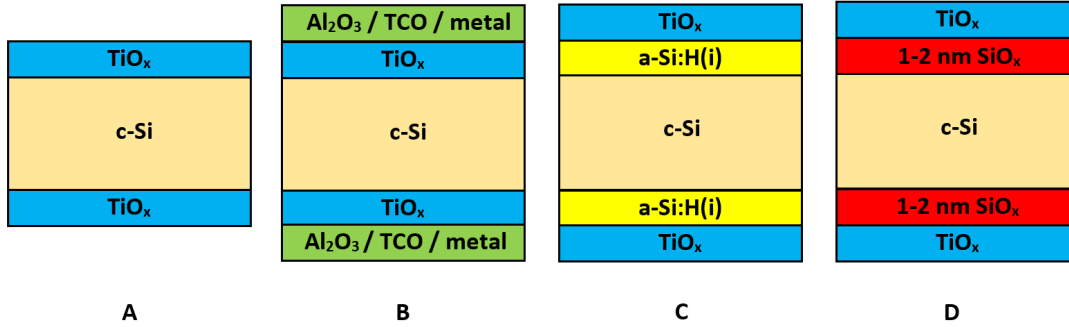 TiOₓ
c-Si
TiOₓ
A
Al₂O₃ / TCO / metal
TiOₓ
c-Si
TiOₓ
Al₂O₃ / TCO / metal
B
TiOₓ
a-Si:H(i)
c-Si
a-Si:H(i)
TiOₓ
C
TiOₓ
1-2 nm SiOₓ
c-Si
1-2 nm SiOₓ
TiOₓ
D